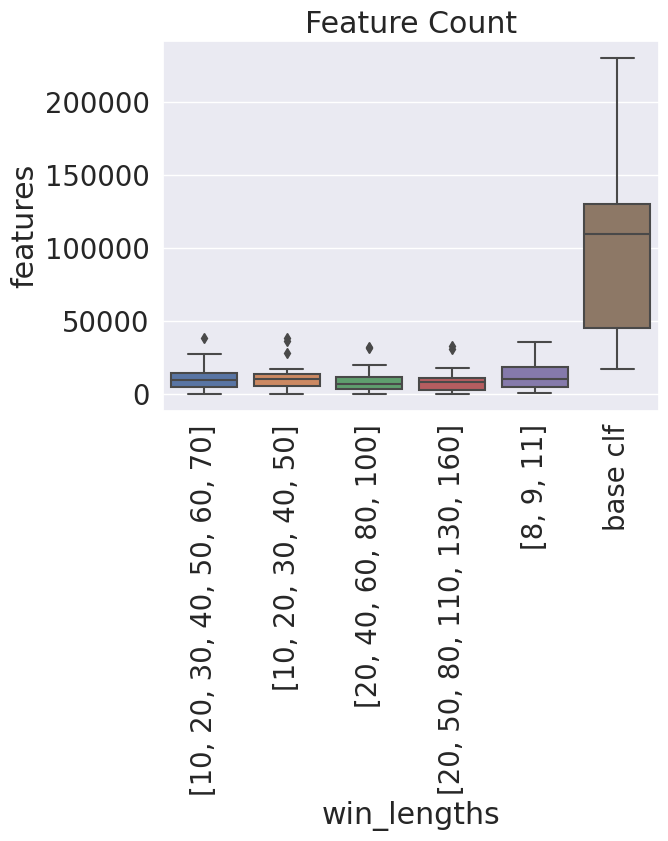 Feature Count
features
200000
150000
100000
50000
0
[10, 20, 30, 40, 50, 60, 70]
[10, 20, 30, 40, 50]
[20, 40, 60, 80, 100]
[20, 50, 80, 110, 130, 160]
[8, 9, 11]
base clf
win_lengths